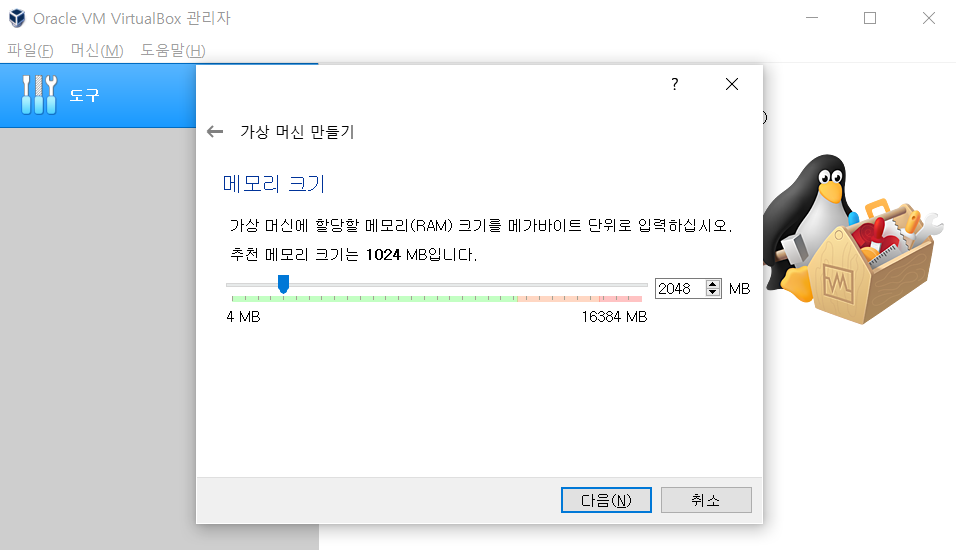 Oracle VM VirtualBox 관리자
파일(F) 머신(M) 도움말(H)
도구
?
가상 머신 만들기
메모리 크기
가상 머신에 할당할 메모리(RAM) 크기를 메가바이트 단위로 입력하십시오.
추천 메모리 크기는 1024 MB입니다.
2048 MB
4 MB 16384 MB
다음(N) 취소